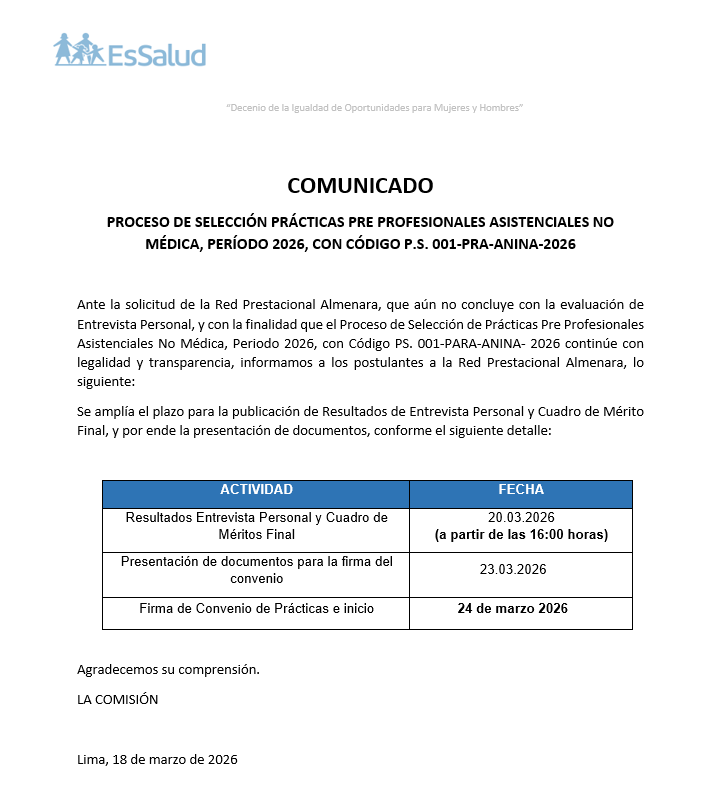 EsSalud
“Decenio de la Igualdad de Oportunidades para Mujeres y Hombres”
COMUNICADO
PROCESO DE SELECCIÓN PRÁCTICAS PRE PROFESIONALES ASISTENCIALES NO
MÉDICA, PERÍODO 2026, CON CÓDIGO P.S. 001-PRA-ANINA-2026
Ante la solicitud de la Red Prestacional Almenara, que aún no concluye con la evaluación de
Entrevista Personal, y con la finalidad que el Proceso de Selección de Prácticas Pre Profesionales
Asistenciales No Médica, Periodo 2026, con Código PS. 001-PARA-ANINA- 2026 continúe con
legalidad y transparencia, informamos a los postulantes a la Red Prestacional Almenara, lo
siguiente:
Se amplía el plazo para la publicación de Resultados de Entrevista Personal y Cuadro de Mérito
Final, y por ende la presentación de documentos, conforme el siguiente detalle:
ACTIVIDAD FECHA
Resultados Entrevista Personal y Cuadro de
Méritos Final
20.03.2026
(a partir de las 16:00 horas)
Presentación de documentos para la firma del
convenio
23.03.2026
Firma de Convenio de Prácticas e inicio 24 de marzo 2026
Agradecemos su comprensión.
LA COMISIÓN
Lima, 18 de marzo de 2026